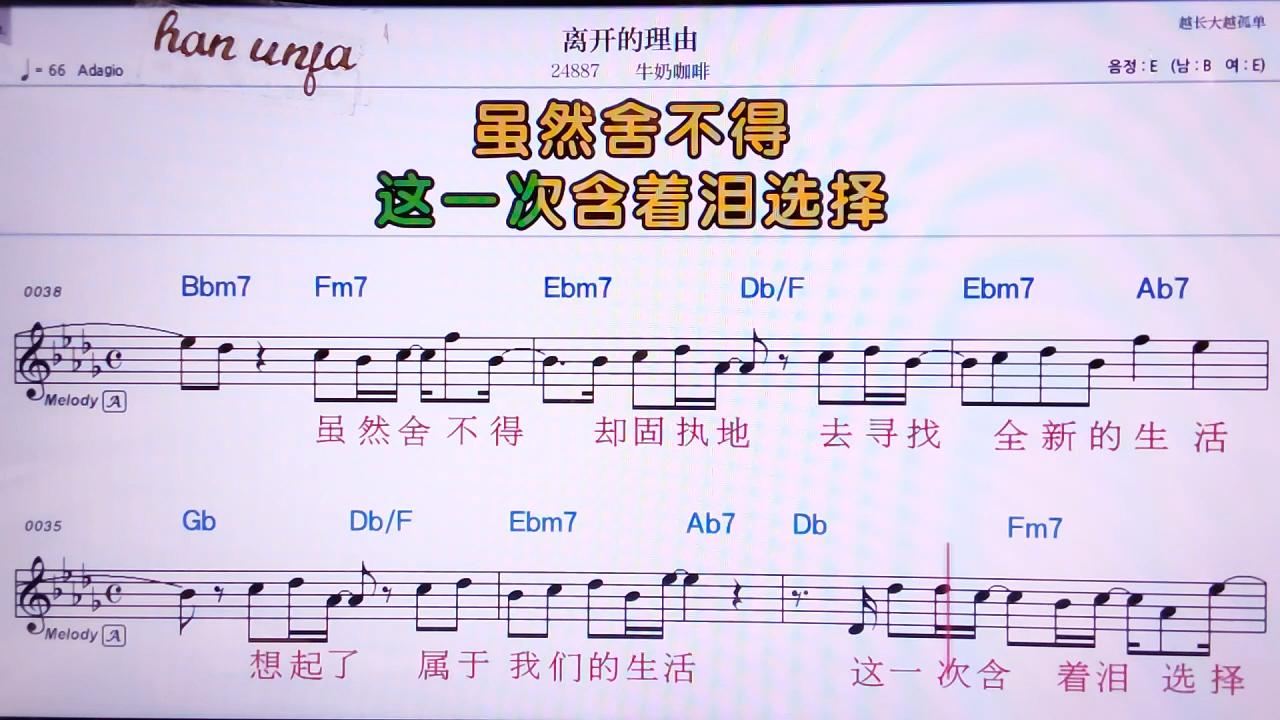 han unja
离开的理由
越长大越孤单
♩= 66 Adagio
24887 牛奶咖啡
음정 : E (남 : B 여 : E)
虽然舍不得
这一次含着泪选择
0038 Bbm7 Fm7 Ebm7 Db/F Ebm7 Ab7
Melody A
虽然舍不得 却固执地 去寻找 全新的生活
0035 Gb Db/F Ebm7 Ab7 Db Fm7
Melody A
想起了 属于我们的生活 这一次含 着泪 选择